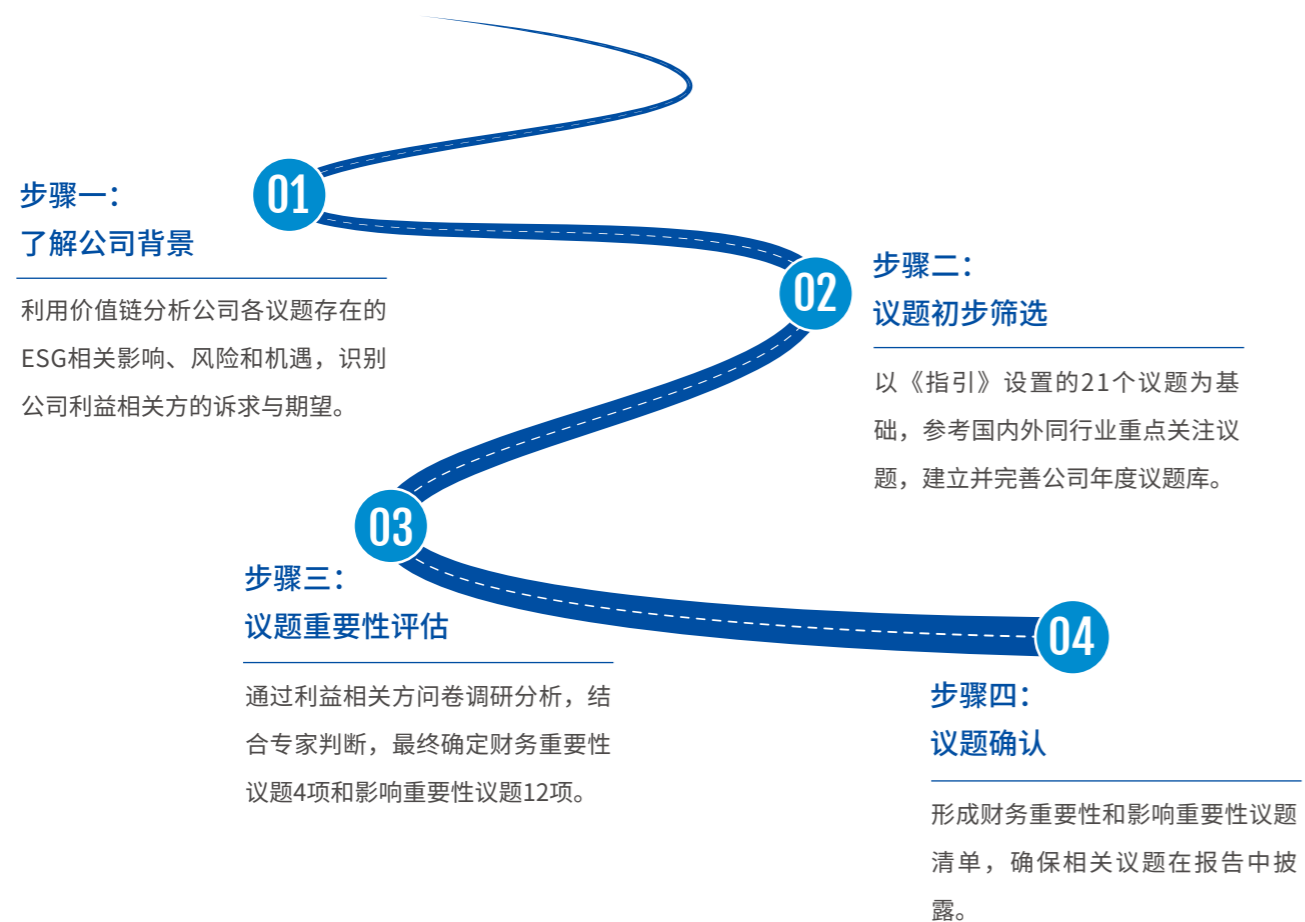 01
步骤一：
了解公司背景
利用价值链分析公司各议题存在的
ESG相关影响、风险和机遇，识别
公司利益相关方的诉求与期望。
02
步骤二：
议题初步筛选
以《指引》设置的21个议题为基
础，参考国内外同行业重点关注议
题，建立并完善公司年度议题库。
03
步骤三：
议题重要性评估
通过利益相关方问卷调研分析，结
合专家判断，最终确定财务重要性
议题4项和影响重要性议题12项。
04
步骤四：
议题确认
形成财务重要性和影响重要性议题
清单，确保相关议题在报告中披
露。